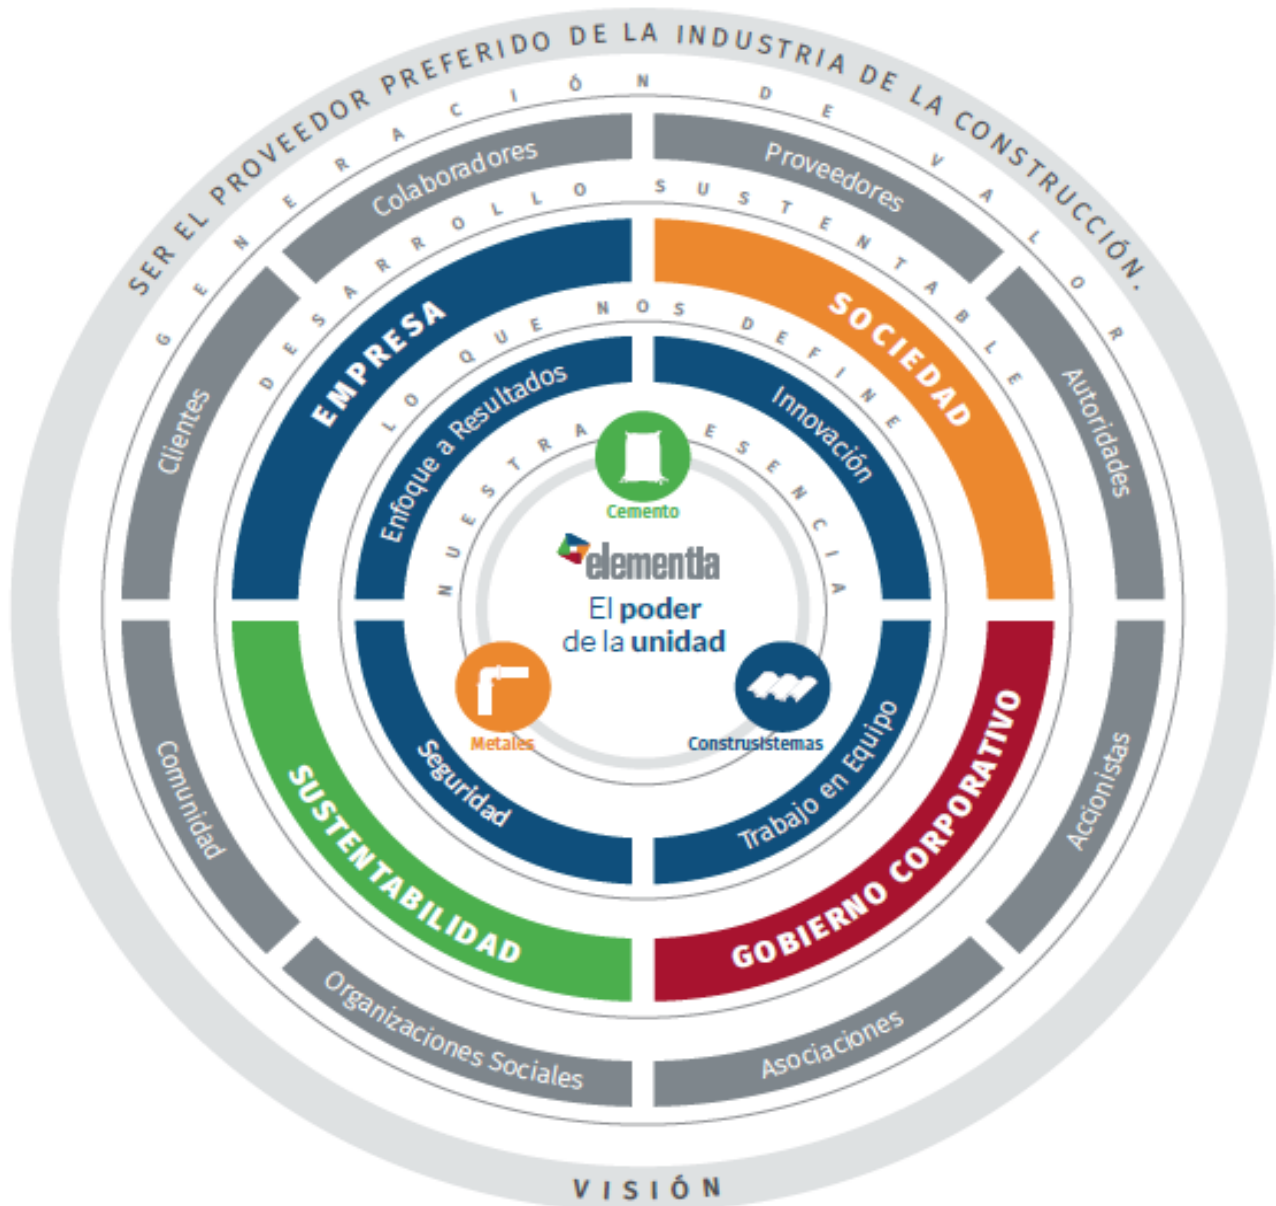 SER EL PROVEEDOR PREFERIDO DE LA INDUSTRIA DE LA CONSTRUCCIÓN.
GENERACIÓN DE VALOR
Colaboradores
Proveedores
Clientes
Autoridades
DESARROLLO SUSTENTABLE
EMPRESA
SOCIEDAD
LO QUE NOS DEFINE
Enfoque a Resultados
Innovación
NUESTRA ESENCIA
Cemento
elementia
El poder
de la unidad
Metales
Construsistemas
Seguridad
Trabajo en Equipo
SUSTENTABILIDAD
GOBIERNO CORPORATIVO
Comunidad
Accionistas
Organizaciones Sociales
Asociaciones
VISIÓN